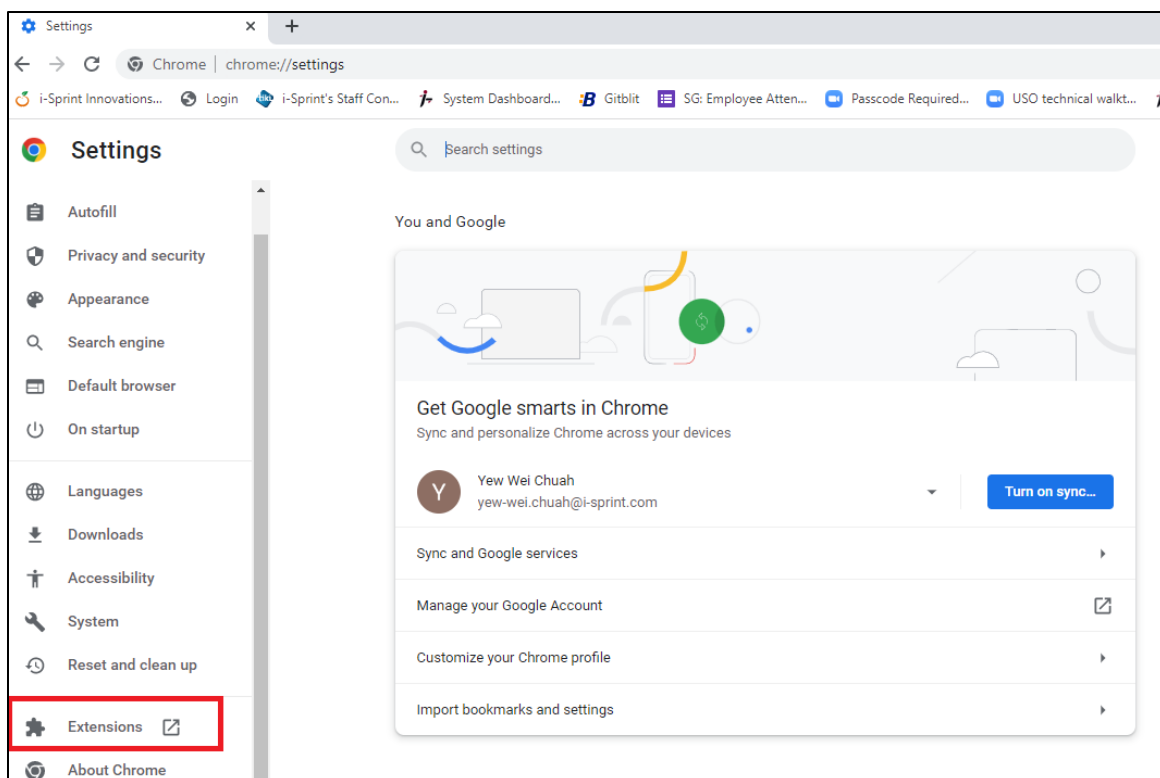 Settings
Chrome | chrome://settings
i-Sprint Innovations... Login i-Sprint's Staff Con... System Dashboard... Gitblit SG: Employee Atten... Passcode Required... USO technical walkt...
Settings
Search settings
Autofill
Privacy and security
Appearance
Search engine
Default browser
On startup
Languages
Downloads
Accessibility
System
Reset and clean up
Extensions
About Chrome
You and Google
Get Google smarts in Chrome
Sync and personalize Chrome across your devices
Y
Yew Wei Chuah
yew-wei.chuah@i-sprint.com
Turn on sync...
Sync and Google services
Manage your Google Account
Customize your Chrome profile
Import bookmarks and settings